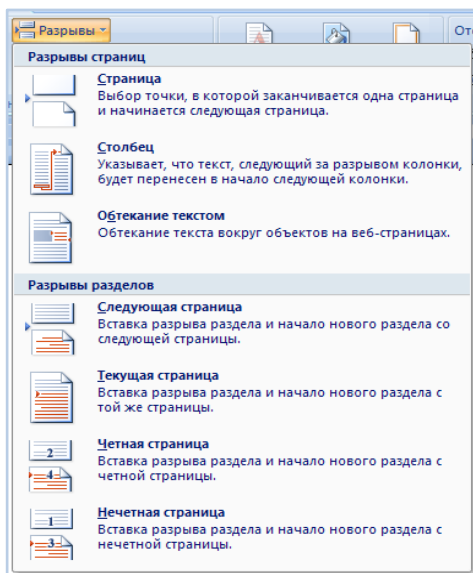 Разрывы
Разрывы страниц
Страница
Выбор точки, в которой заканчивается одна страница
и начинается следующая страница.
Столбец
Указывает, что текст, следующий за разрывом колонки,
будет перенесен в начало следующей колонки.
Обтекание текстом
Обтекание текста вокруг объектов на веб-страницах.
Разрывы разделов
Следующая страница
Вставка разрыва раздела и начало нового раздела со
следующей страницы.
Текущая страница
Вставка разрыва раздела и начало нового раздела с
той же страницы.
2
4
Четная страница
Вставка разрыва раздела и начало нового раздела с
четной страницы.
1
3
Нечетная страница
Вставка разрыва раздела и начало нового раздела с
нечетной страницы.